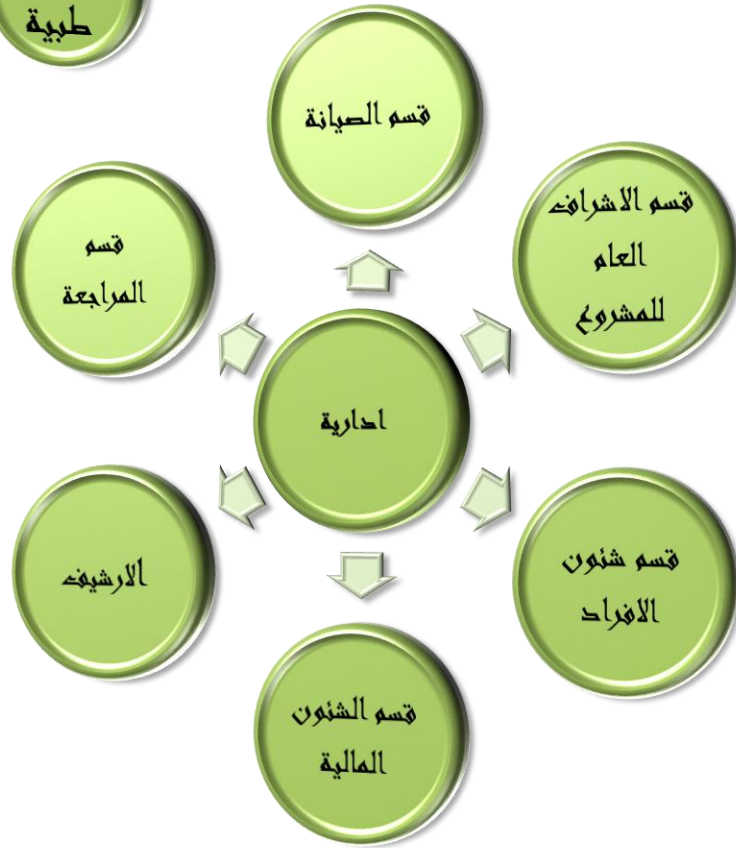 طبية
قسم الصيانة
قسم الاشراف
العام
للمشروع
قسم
المراجعة
ادارية
قسم شئون
الافراد
الارشيف
قسم الشئون
المالية